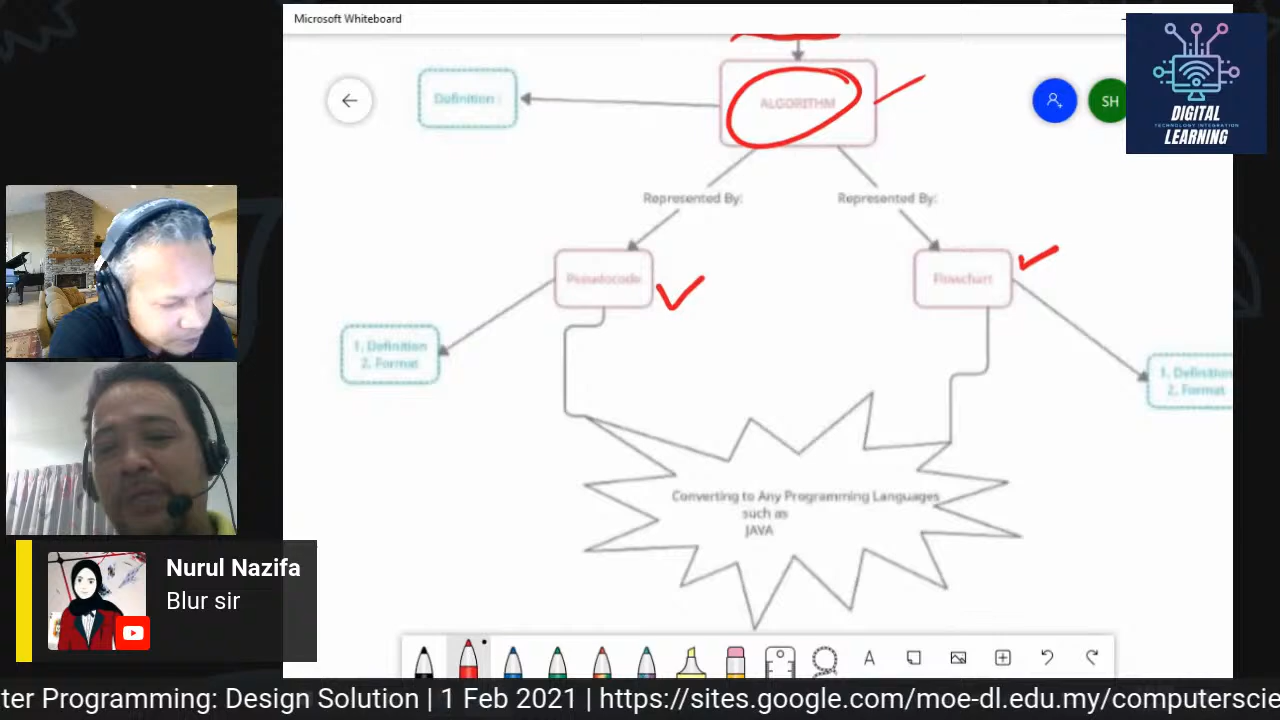 Microsoft Whiteboard
DIGITAL
TECHNOLOGY INTEGRATION
LEARNING
SH
Definition :
ALGORITHM
Represented By:
Represented By:
Pseudocode
Flowchart
1. Definition
2. Format
1. Definition
2. Format
Converting to Any Programming Languages
such as
JAVA
Nurul Nazifa
Blur sir
A
ter Programming: Design Solution | 1 Feb 2021 | https://sites.google.com/moe-dl.edu.my/computerscie